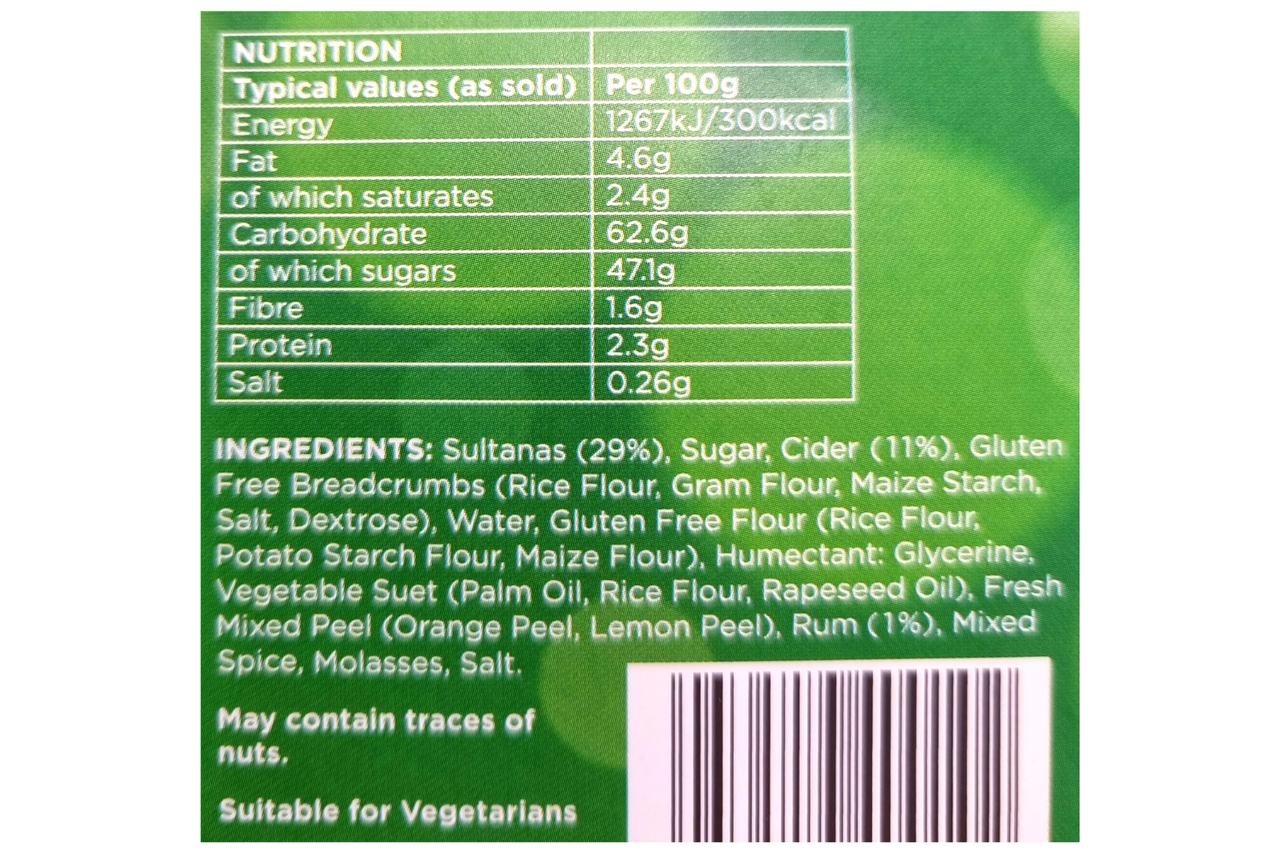 NUTRITION
Typical values (as sold) Per 100g
Energy 1267kJ/300kcal
Fat 4.6g
of which saturates 2.4g
Carbohydrate 62.6g
of which sugars 47.1g
Fibre 1.6g
Protein 2.3g
Salt 0.26g
INGREDIENTS: Sultanas (29%), Sugar, Cider (11%), Gluten
Free Breadcrumbs (Rice Flour, Gram Flour, Maize Starch,
Salt, Dextrose), Water, Gluten Free Flour (Rice Flour,
Potato Starch Flour, Maize Flour), Humectant: Glycerine,
Vegetable Suet (Palm Oil, Rice Flour, Rapeseed Oil), Fresh
Mixed Peel (Orange Peel, Lemon Peel), Rum (1%), Mixed
Spice, Molasses, Salt.
May contain traces of
nuts.
Suitable for Vegetarians